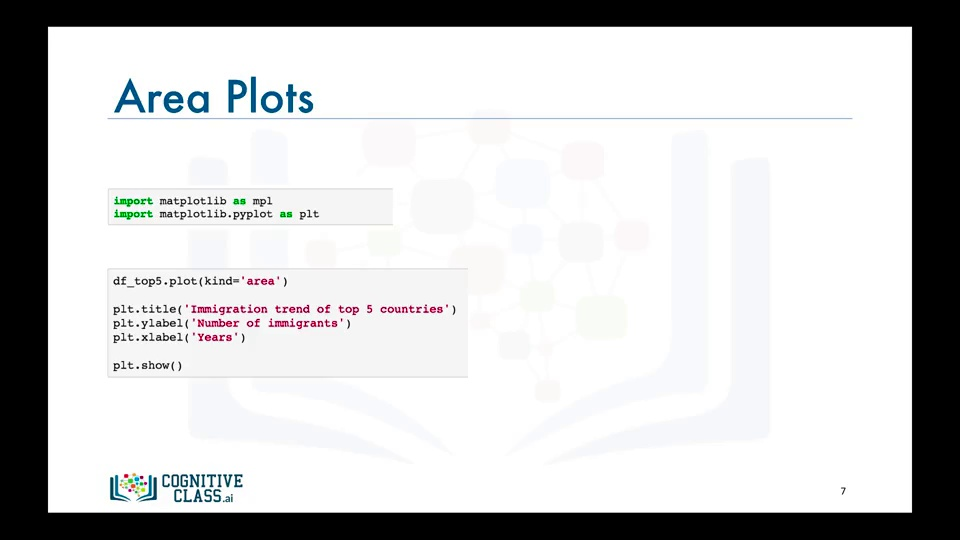 Area Plots
import matplotlib as mpl
import matplotlib.pyplot as plt
df_top5.plot(kind='area')
plt.title('Immigration trend of top 5 countries')
plt.ylabel('Number of immigrants')
plt.xlabel('Years')
plt.show()
COGNITIVE
CLASS.ai
7